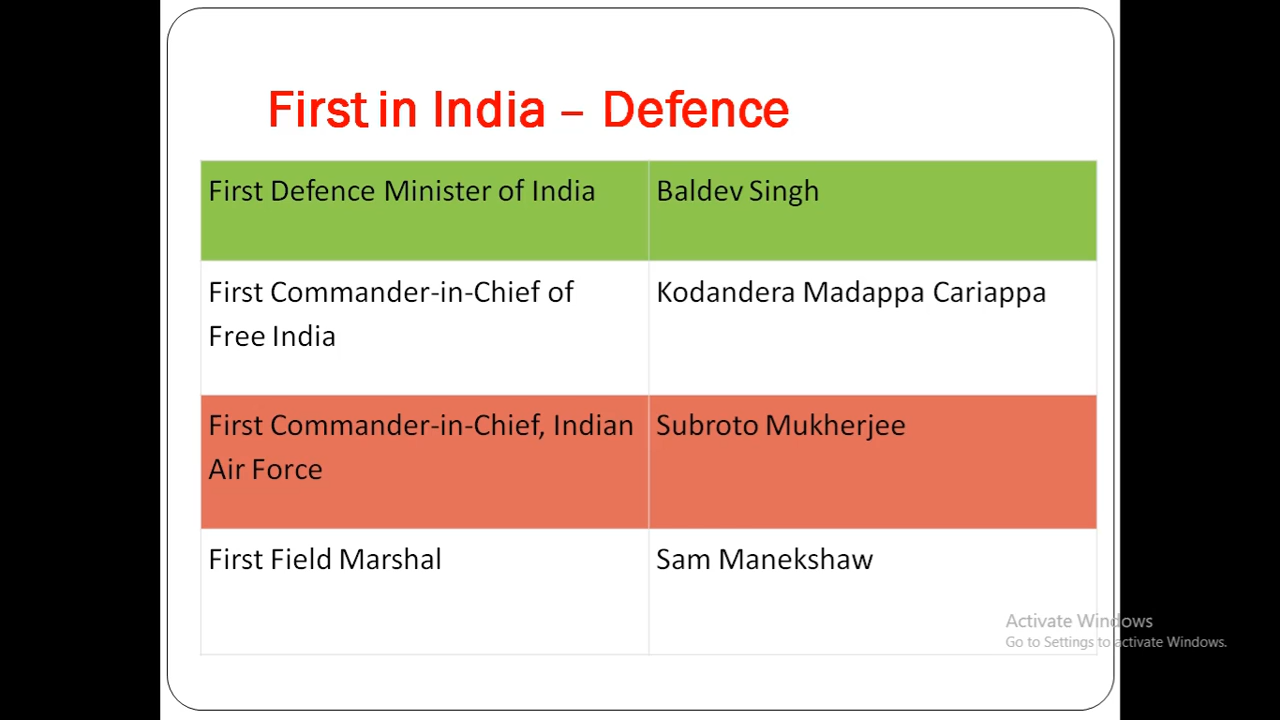 First in India – Defence
First Defence Minister of India
Baldev Singh
First Commander-in-Chief of
Free India
Kodandera Madappa Cariappa
First Commander-in-Chief, Indian
Air Force
Subroto Mukherjee
First Field Marshal
Sam Manekshaw
Activate Windows
Go to Settings to activate Windows.